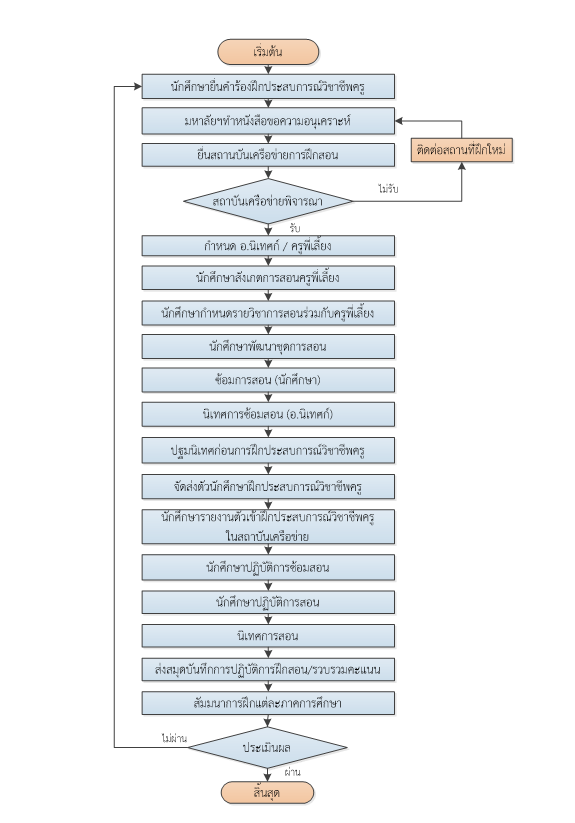 เริ่มต้น
นักศึกษายื่นคำร้องฝึกประสบการณ์วิชาชีพครู
มหาลัยฯทำหนังสือขอความอนุเคราะห์
ติดต่อสถานที่ฝึกใหม่
ยื่นสถานบันเครือข่ายการฝึกสอน
สถาบันเครือข่ายพิจารณา
ไม่รับ
รับ
กำหนด อ.นิเทศก์ / ครูพี่เลี้ยง
นักศึกษาสังเกตการสอนครูพี่เลี้ยง
นักศึกษากำหนดรายวิชาการสอนร่วมกับครูพี่เลี้ยง
นักศึกษาพัฒนาชุดการสอน
ซ้อมการสอน (นักศึกษา)
นิเทศการซ้อมสอน (อ.นิเทศก์)
ปฐมนิเทศก่อนการฝึกประสบการณ์วิชาชีพครู
จัดส่งตัวนักศึกษาฝึกประสบการณ์วิชาชีพครู
นักศึกษารายงานตัวเข้าฝึกประสบการณ์วิชาชีพครู
ในสถาบันเครือข่าย
นักศึกษาปฏิบัติการซ้อมสอน
นักศึกษาปฏิบัติการสอน
นิเทศการสอน
ส่งสมุดบันทึกการปฏิบัติการฝึกสอน/รวบรวมคะแนน
สัมมนาการฝึกแต่ละภาคการศึกษา
ไม่ผ่าน
ประเมินผล
ผ่าน
สิ้นสุด